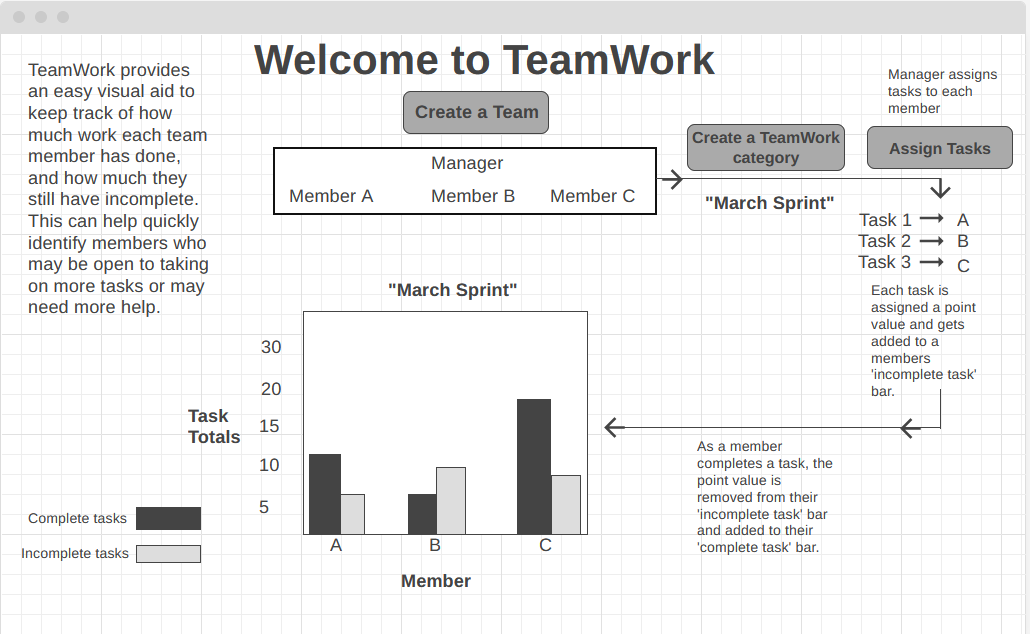 Welcome to TeamWork
TeamWork provides
an easy visual aid to
keep track of how
much work each team
member has done,
and how much they
still have incomplete.
This can help quickly
identify members who
may be open to taking
on more tasks or may
need more help.
Create a Team
Manager
Member A Member B Member C
Create a TeamWork
category
"March Sprint"
Manager assigns
tasks to each
member
Assign Tasks
Task 1 A
Task 2 B
Task 3 C
Each task is
assigned a point
value and gets
added to a
members
'incomplete task'
bar.
As a member
completes a task, the
point value is
removed from their
'incomplete task' bar
and added to their
'complete task' bar.
"March Sprint"
30
20
15
10
5
Task
Totals
A B C
Member
Complete tasks
Incomplete tasks